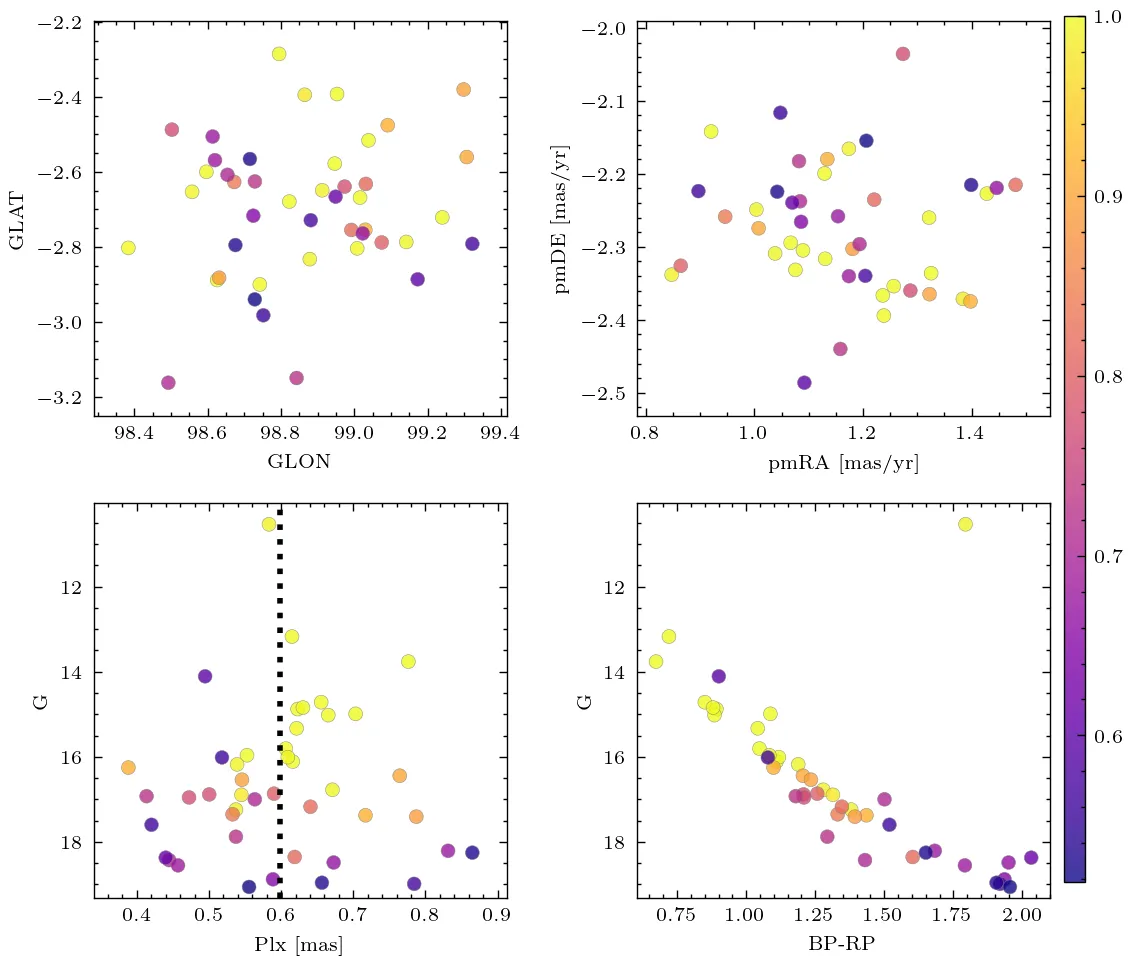 −2.2
−2.4
−2.6
−2.8
−3.0
−3.2
GLAT
98.4 98.6 98.8 99.0 99.2 99.4
GLON
−2.0
−2.1
−2.2
−2.3
−2.4
−2.5
pmDE [mas/yr]
0.8 1.0 1.2 1.4
pmRA [mas/yr]
1.0
0.9
0.8
0.7
0.6
12
14
16
18
G
0.4 0.5 0.6 0.7 0.8 0.9
Plx [mas]
12
14
16
18
G
0.75 1.00 1.25 1.50 1.75 2.00
BP-RP